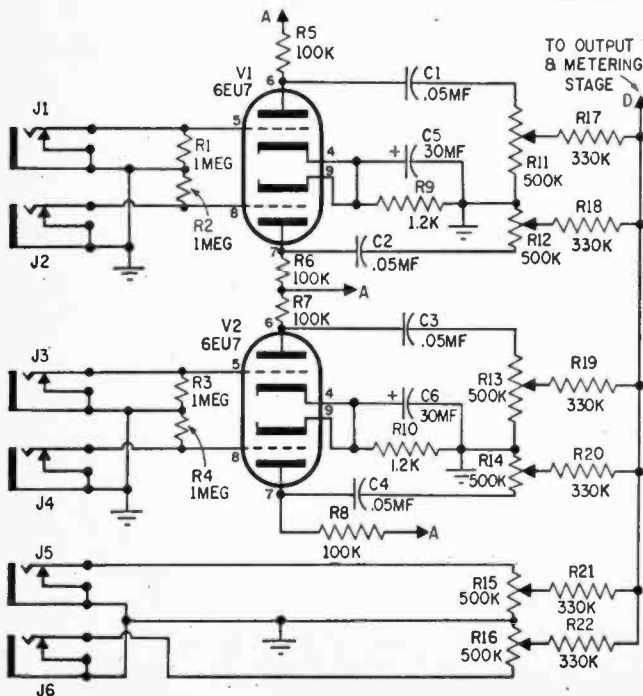 A
R5
100K
TO OUTPUT
& METERING
STAGE
D
6
V1
6EU7
C1
.05MF
J1
5
R1
1MEG
4
9
+
C5
30MF
R9
1.2K
R11
500K
R17
330K
R2
1MEG
8
J2
7
C2
.05MF
R12
500K
R18
330K
R6
100K
A
R7
100K
6
V2
6EU7
C3
.05MF
J3
5
R3
1MEG
4
9
+
C6
30MF
R10
1.2K
R13
500K
R19
330K
R4
1MEG
8
J4
7
C4
.05MF
R14
500K
R20
330K
R8
100K
A
J5
R15
500K
R21
330K
J6
R16
500K
R22
330K